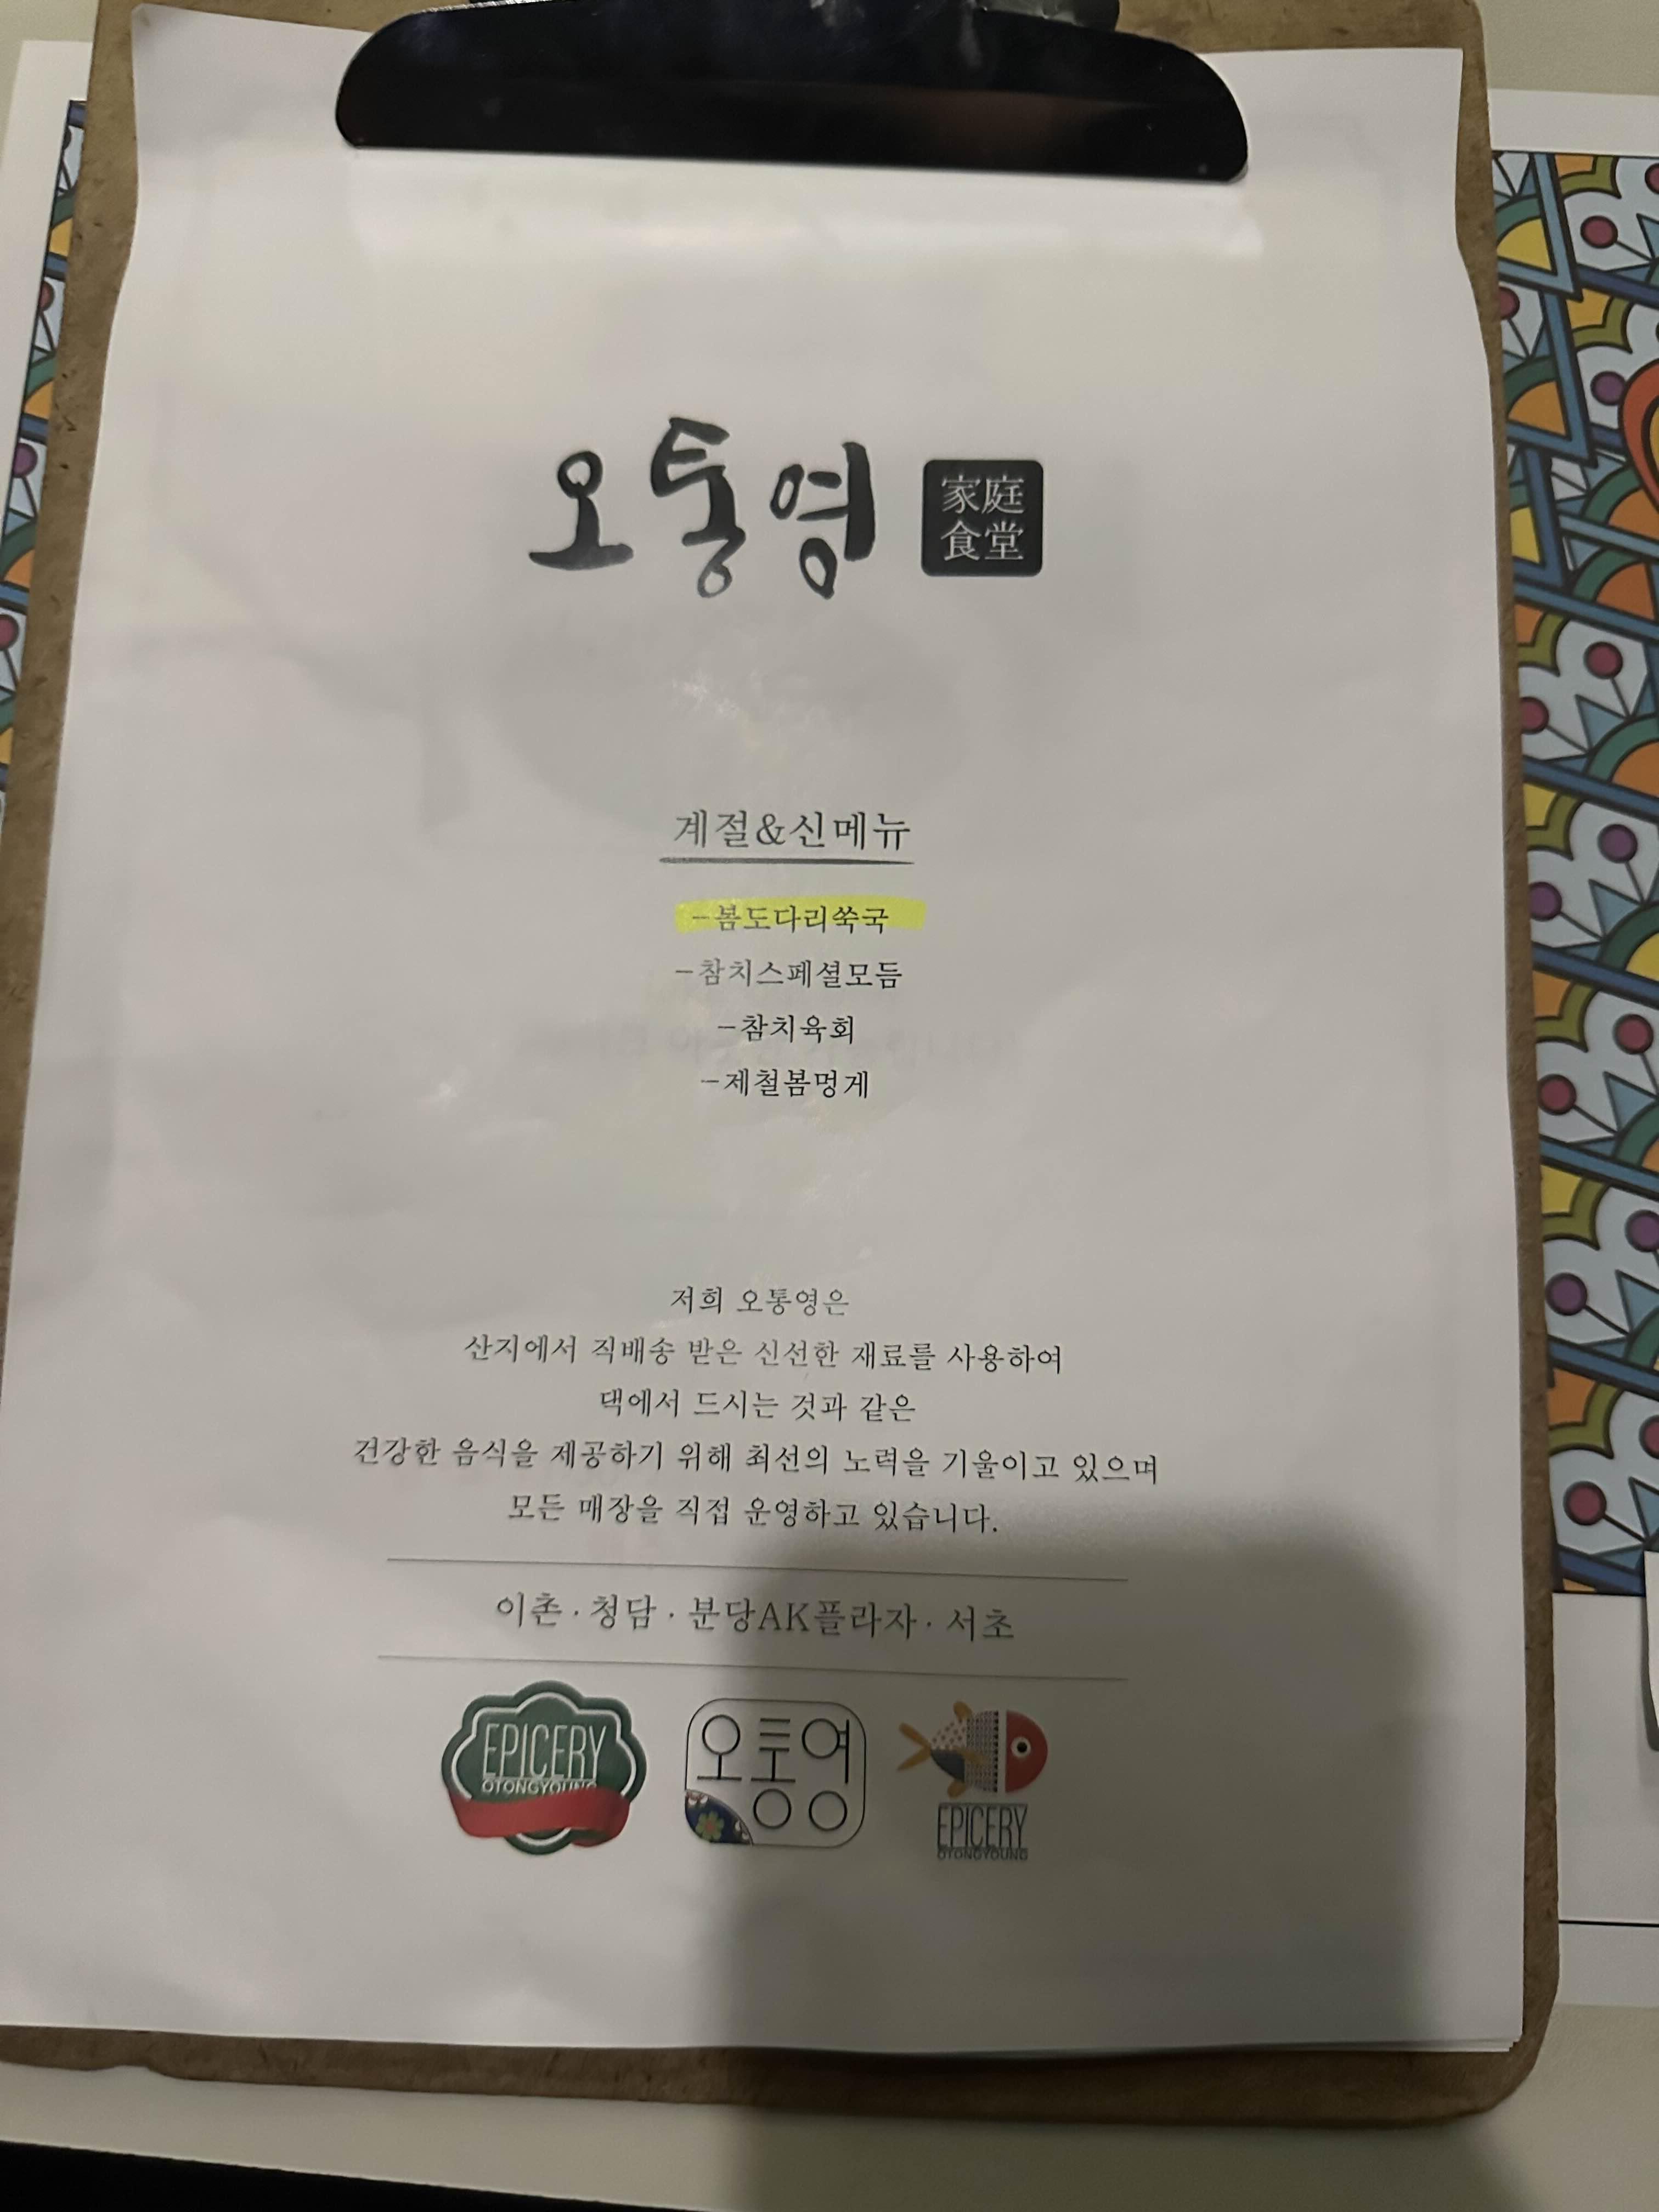 오통영 家庭
食堂
계절&신메뉴
-봄도다리쑥국
-참치스페셜모듬
-참치육회
-제철봄멍게
저희 오통영은
산지에서 직배송 받은 신선한 재료를 사용하여
댁에서 드시는 것과 같은
건강한 음식을 제공하기 위해 최선의 노력을 기울이고 있으며
모든 매장을 직접 운영하고 있습니다.
이촌 · 청담 · 분당AK플라자 · 서초
EPICERY
OTONGYOUNG
오통영
EPICERY
OTONGYOUNG